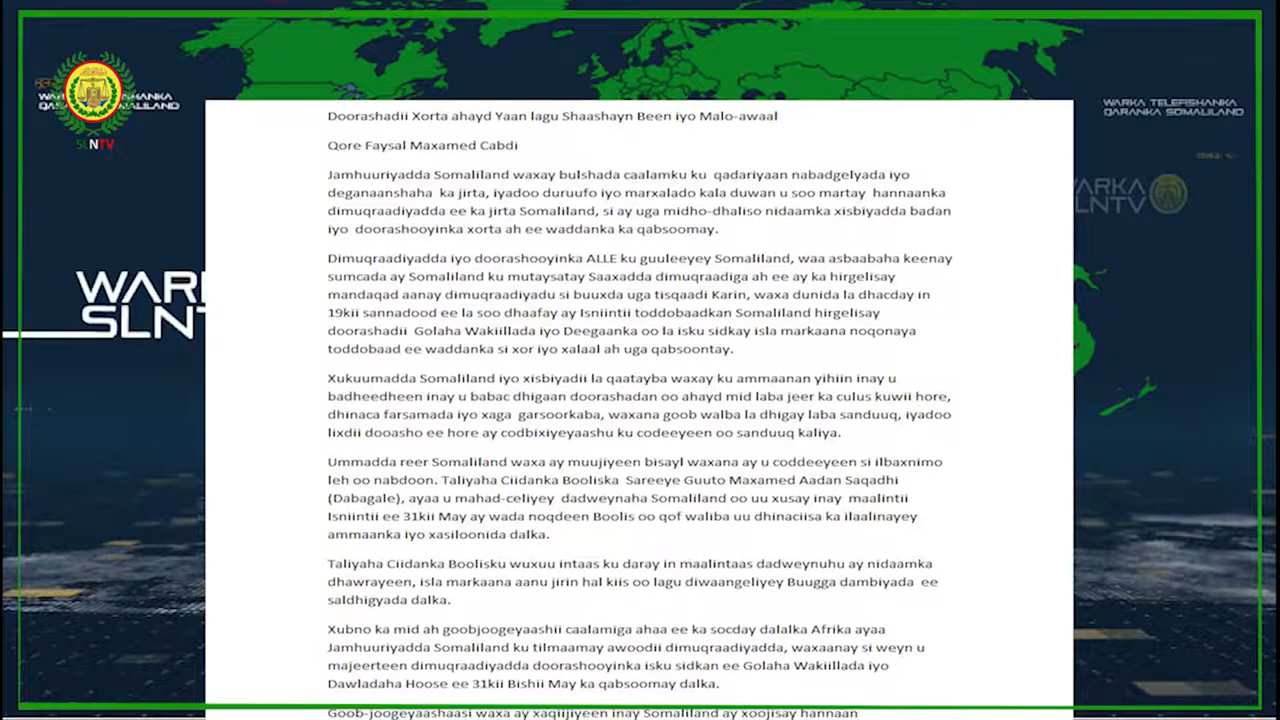 WARKA TELEFISHANKA
QARANKA SOMALILAND
SLNTV
WARKA
SLNTV
Doorashadii Xorta ahayd Yaan lagu Shaashayn Been iyo Malo-awaal
Qore Faysal Maxamed Cabdi
Jamhuuriyadda Somaliland waxay bulshada caalamku ku qadariyaan nabadgelyada iyo
deganaanshaha ka jirta, iyadoo duruufo iyo marxalado kala duwan u soo martay hannaanka
dimuqraadiyadda ee ka jirta Somaliland, si ay uga midho-dhaliso nidaamka xisbiyadda badan
iyo doorashooyinka xorta ah ee waddanka ka qabsoomay.
Dimuqraadiyadda iyo doorashooyinka ALLE ku guuleeyey Somaliland, waa asbaabaha keenay
sumcada ay Somaliland ku mutaysatay Saaxadda dimuqraadiga ah ee ay ka hirgelisay
mandaqad aanay dimuqraadiyadu si buuxda uga tisqaadi Karin, waxa dunida la dhacday in
19kii sannadood ee la soo dhaafay ay Isniintii toddobaadkan Somaliland hirgelisay
doorashadii Golaha Wakiillada iyo Deegaanka oo la isku sidkay isla markaana noqonaya
toddobaad ee waddanka si xor iyo xalaal ah uga qabsoontay.
Xukuumadda Somaliland iyo xisbiyadii la qaatayba waxay ku ammaanan yihiin inay u
badheedheen inay u babac dhigaan doorashadan oo ahayd mid laba jeer ka culus kuwii hore,
dhinaca farsamada iyo xaga garsoorkaba, waxana goob walba la dhigay laba sanduuq, iyadoo
lixdii dooasho ee hore ay codbixiyeyaashu ku codeeyeen oo sanduuq kaliya.
Ummadda reer Somaliland waxa ay muujiyeen bisayl waxana ay u coddeeyeen si ilbaxnimo
leh oo nabdoon. Taliyaha Ciidanka Booliska Sareeye Guuto Maxamed Aadan Saqadhi
(Dabagale), ayaa u mahad-celiyey dadweynaha Somaliland oo uu xusay inay maalintii
Isniintii ee 31kii May ay wada noqdeen Boolis oo qof waliba uu dhinaciisa ka ilaalinayey
ammaanka iyo xasiloonida dalka.
Taliyaha Ciidanka Boolisku wuxuu intaas ku daray in maalintaas dadweynuhu ay nidaamka
dhawrayeen, isla markaana aanu jirin hal kiis oo lagu diwaangeliyey Buugga dambiyada ee
saldhigyada dalka.
Xubno ka mid ah goobjoogeyaashii caalamiga ahaa ee ka socday dalalka Afrika ayaa
Jamhuuriyadda Somaliland ku tilmaamay awoodii dimuqraadiyadda, waxaanay si weyn u
majeerteen dimuqraadiyadda doorashooyinka isku sidkan ee Golaha Wakiillada iyo
Dawladaha Hoose ee 31kii Bishii May ka qabsoomay dalka.
Goob-joogeyaashaasi waxa ay xaqiijiyeen inay Somaliland ay xoojisay hannaan